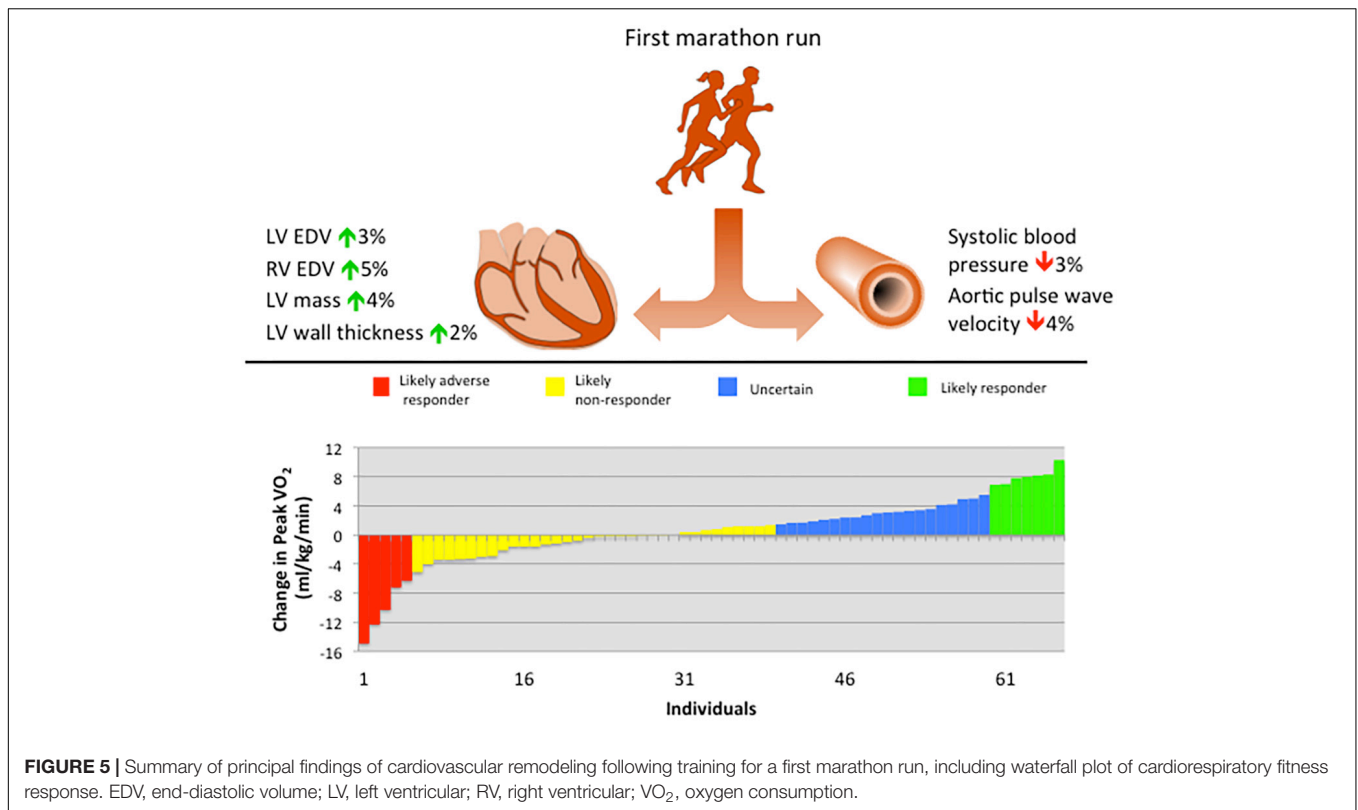 First marathon run
LV EDV ↑3%
RV EDV ↑5%
LV mass ↑4%
LV wall thickness ↑2%
Systolic blood
pressure ↓3%
Aortic pulse wave
velocity ↓4%
Likely adverse
responder
Likely
non-responder
Uncertain
Likely responder
Change in Peak VO₂
(ml/kg/min)
12
8
4
0
-4
-8
-12
-16
1 16 31 46 61
Individuals
FIGURE 5 | Summary of principal findings of cardiovascular remodeling following training for a first marathon run, including waterfall plot of cardiorespiratory fitness
response. EDV, end-diastolic volume; LV, left ventricular; RV, right ventricular; VO₂, oxygen consumption.